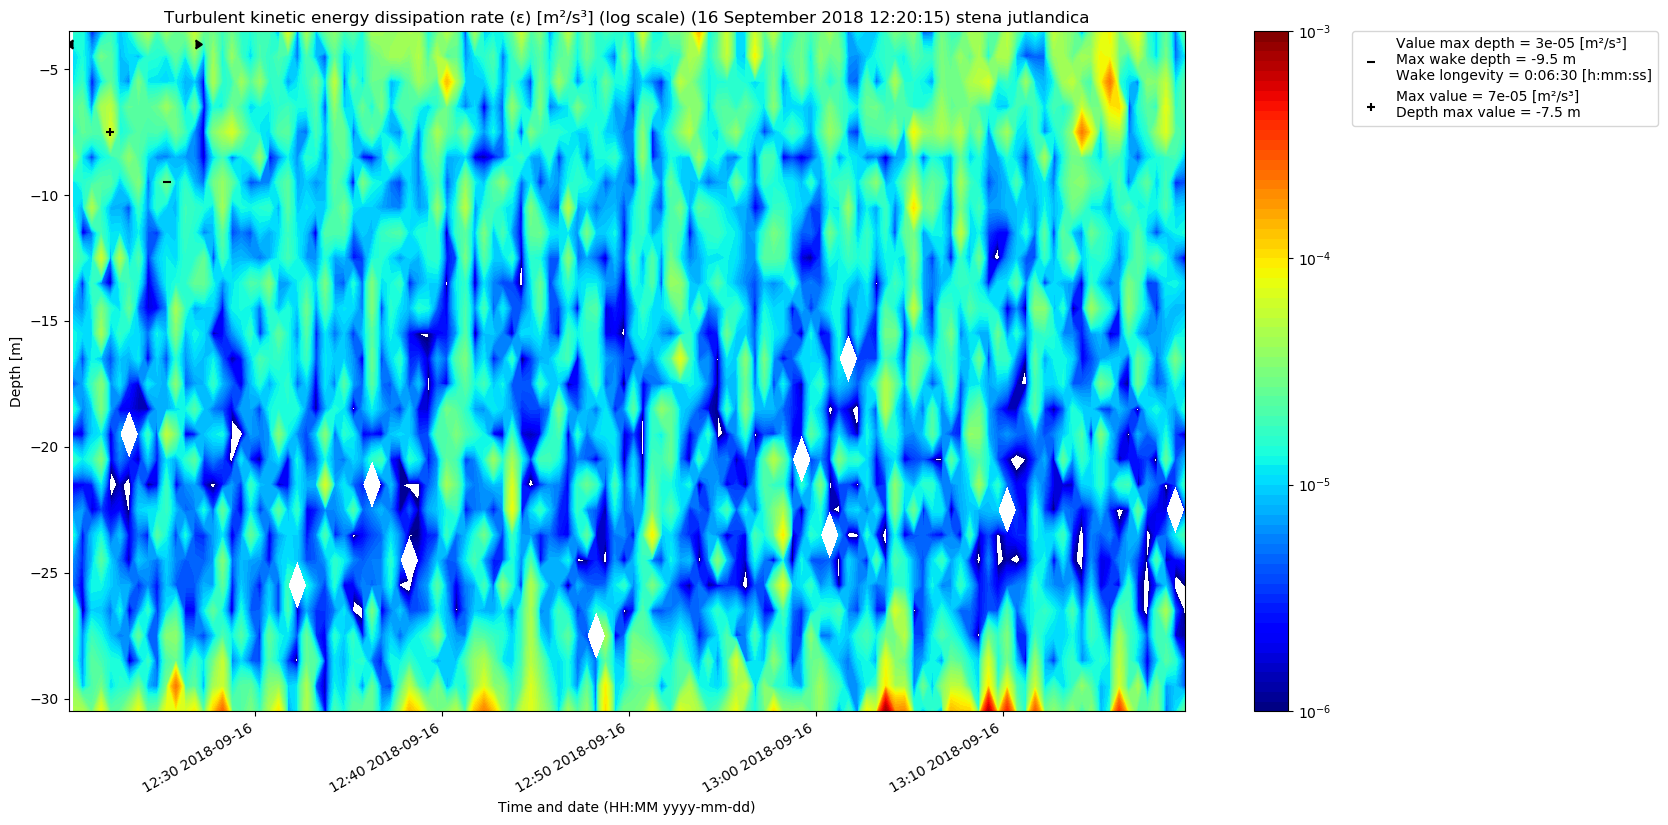 Turbulent kinetic energy dissipation rate (ε) [m²/s³] (log scale) (16 September 2018 12:20:15) stena jutlandica
Depth [m]
−5
−10
−15
−20
−25
−30
12:30 2018-09-16
12:40 2018-09-16
12:50 2018-09-16
13:00 2018-09-16
13:10 2018-09-16
Time and date (HH:MM yyyy-mm-dd)
10⁻³
10⁻⁴
10⁻⁵
10⁻⁶
Value max depth = 3e-05 [m²/s³]
Max wake depth = -9.5 m
Wake longevity = 0:06:30 [h:mm:ss]
Max value = 7e-05 [m²/s³]
Depth max value = -7.5 m